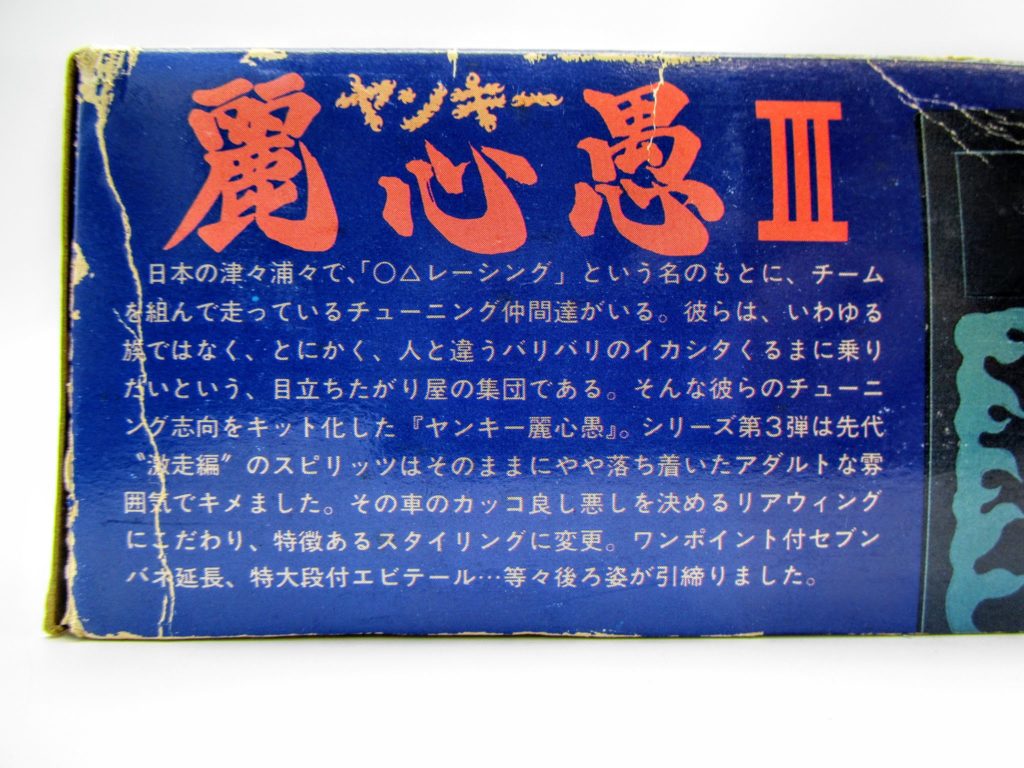 ヤンキー
麗心愚III
日本の津々浦々で、「○△レーシング」という名のもとに、チーム
を組んで走っているチューニング仲間達がいる。彼らは、いわゆる
族ではなく、とにかく、人と違うバリバリのイカシタくるまに乗り
たいという、目立ちたがり屋の集団である。そんな彼らのチューニ
ング志向をキット化した『ヤンキー麗心愚』。シリーズ第3弾は先代
〝激走編〟のスピリッツはそのままにやや落ち着いたアダルトな雰
囲気でキメました。その車のカッコ良し悪しを決めるリアウィング
にこだわり、特徴あるスタイリングに変更。ワンポイント付セブン
バネ延長、特大段付エビテール…等々後ろ姿が引締りました。